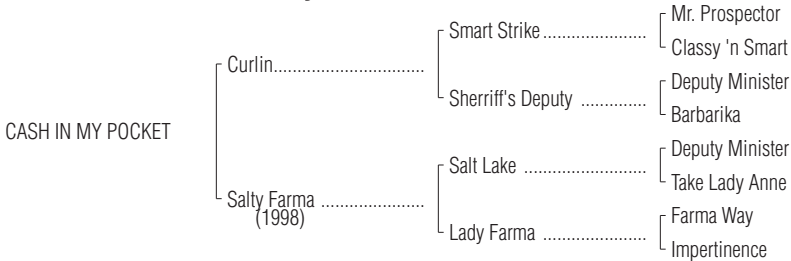 Mr. Prospector
Smart Strike ......................
Classy 'n Smart
Curlin...............................
Deputy Minister
Sherriff's Deputy ..............
Barbarika
CASH IN MY POCKET
Deputy Minister
Salt Lake .........................
Take Lady Anne
Salty Farma .....................
(1998)
Farma Way
Lady Farma .....................
Impertinence